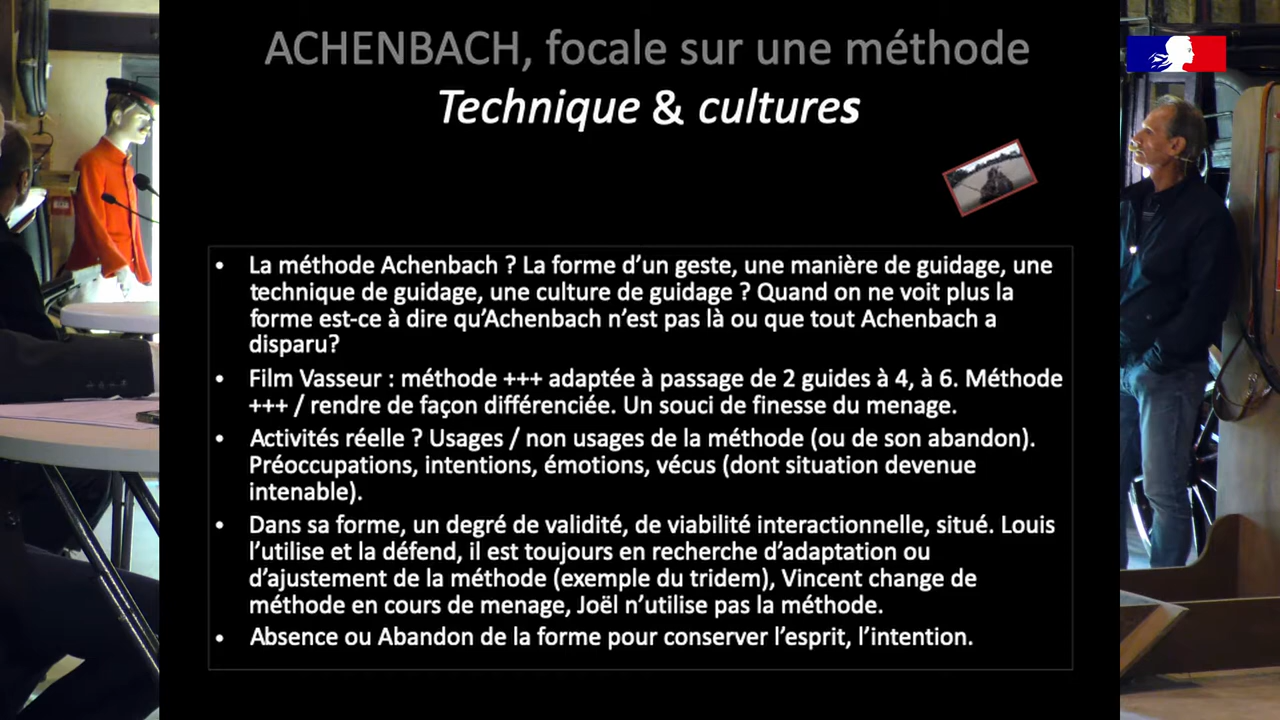 ACHENBACH, focale sur une méthode
Technique & cultures
• La méthode Achenbach ? La forme d’un geste, une manière de guidage, une
technique de guidage, une culture de guidage ? Quand on ne voit plus la
forme est-ce à dire qu’Achenbach n’est pas là ou que tout Achenbach a
disparu?
• Film Vasseur : méthode +++ adaptée à passage de 2 guides à 4, à 6. Méthode
+++ / rendre de façon différenciée. Un souci de finesse du menage.
• Activités réelle ? Usages / non usages de la méthode (ou de son abandon).
Préoccupations, intentions, émotions, vécus (dont situation devenue
intenable).
• Dans sa forme, un degré de validité, de viabilité interactionnelle, situé. Louis
l’utilise et la défend, il est toujours en recherche d’adaptation ou
d’ajustement de la méthode (exemple du tridem), Vincent change de
méthode en cours de menage, Joël n’utilise pas la méthode.
• Absence ou Abandon de la forme pour conserver l’esprit, l’intention.